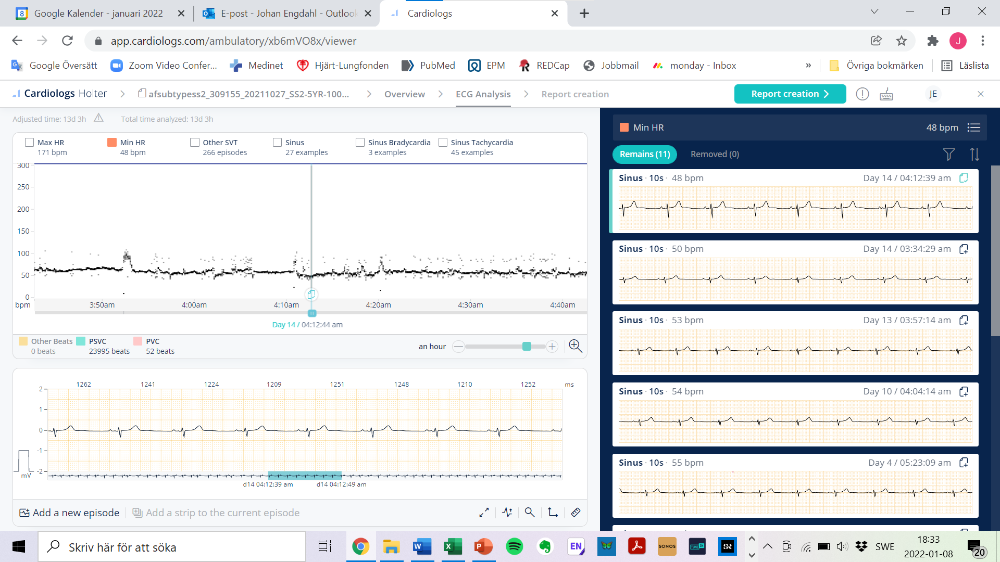 Google Kalender - januari 2022
E-post - Johan Engdahl - Outlook
Cardiologs
app.cardiologs.com/ambulatory/xb6mVO8x/viewer
J
Google Översätt
Zoom Video Confer...
Medinet
Hjärt-Lungfonden
PubMed
EPM
REDCap
Jobbmail
monday - Inbox
»
Övriga bokmärken
Läslista
Cardiologs Holter
afsubtypess2_309155_20211027_SS2-5YR-100...
Overview
ECG Analysis
Report creation
Report creation
JE
Adjusted time: 13d 3h
Total time analyzed: 13d 3h
Max HR
171 bpm
Min HR
48 bpm
Other SVT
266 episodes
Sinus
27 examples
Sinus Bradycardia
3 examples
Sinus Tachycardia
45 examples
300
250
200
150
100
50
0
bpm
3:50am
4:00am
4:10am
4:20am
4:30am
4:40am
Day 14 / 04:12:44 am
Other Beats
0 beats
PSVC
23995 beats
PVC
52 beats
an hour
1262 1241 1224 1209 1251 1248 1210 1252 ms
2
1
0
-1
-2
mV
d14 04:12:39 am
d14 04:12:49 am
Add a new episode
Add a strip to the current episode
Min HR
48 bpm
Remains (11)
Removed (0)
Sinus · 10s · 48 bpm
Day 14 / 04:12:39 am
Sinus · 10s · 50 bpm
Day 14 / 03:34:29 am
Sinus · 10s · 53 bpm
Day 13 / 03:57:14 am
Sinus · 10s · 54 bpm
Day 10 / 04:04:14 am
Sinus · 10s · 55 bpm
Day 4 / 05:23:09 am
Skriv här för att söka
W
X
P
EN
SONOS
SR
SWE
18:33
2022-01-08
20